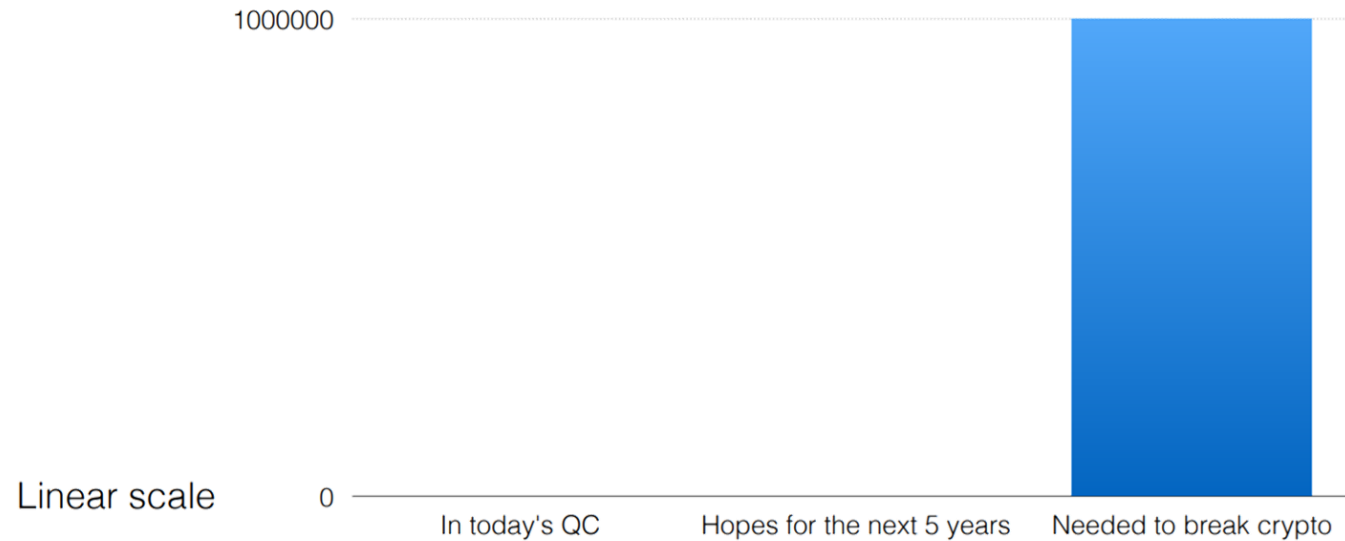 1000000
Linear scale
0
In today's QC
Hopes for the next 5 years
Needed to break crypto